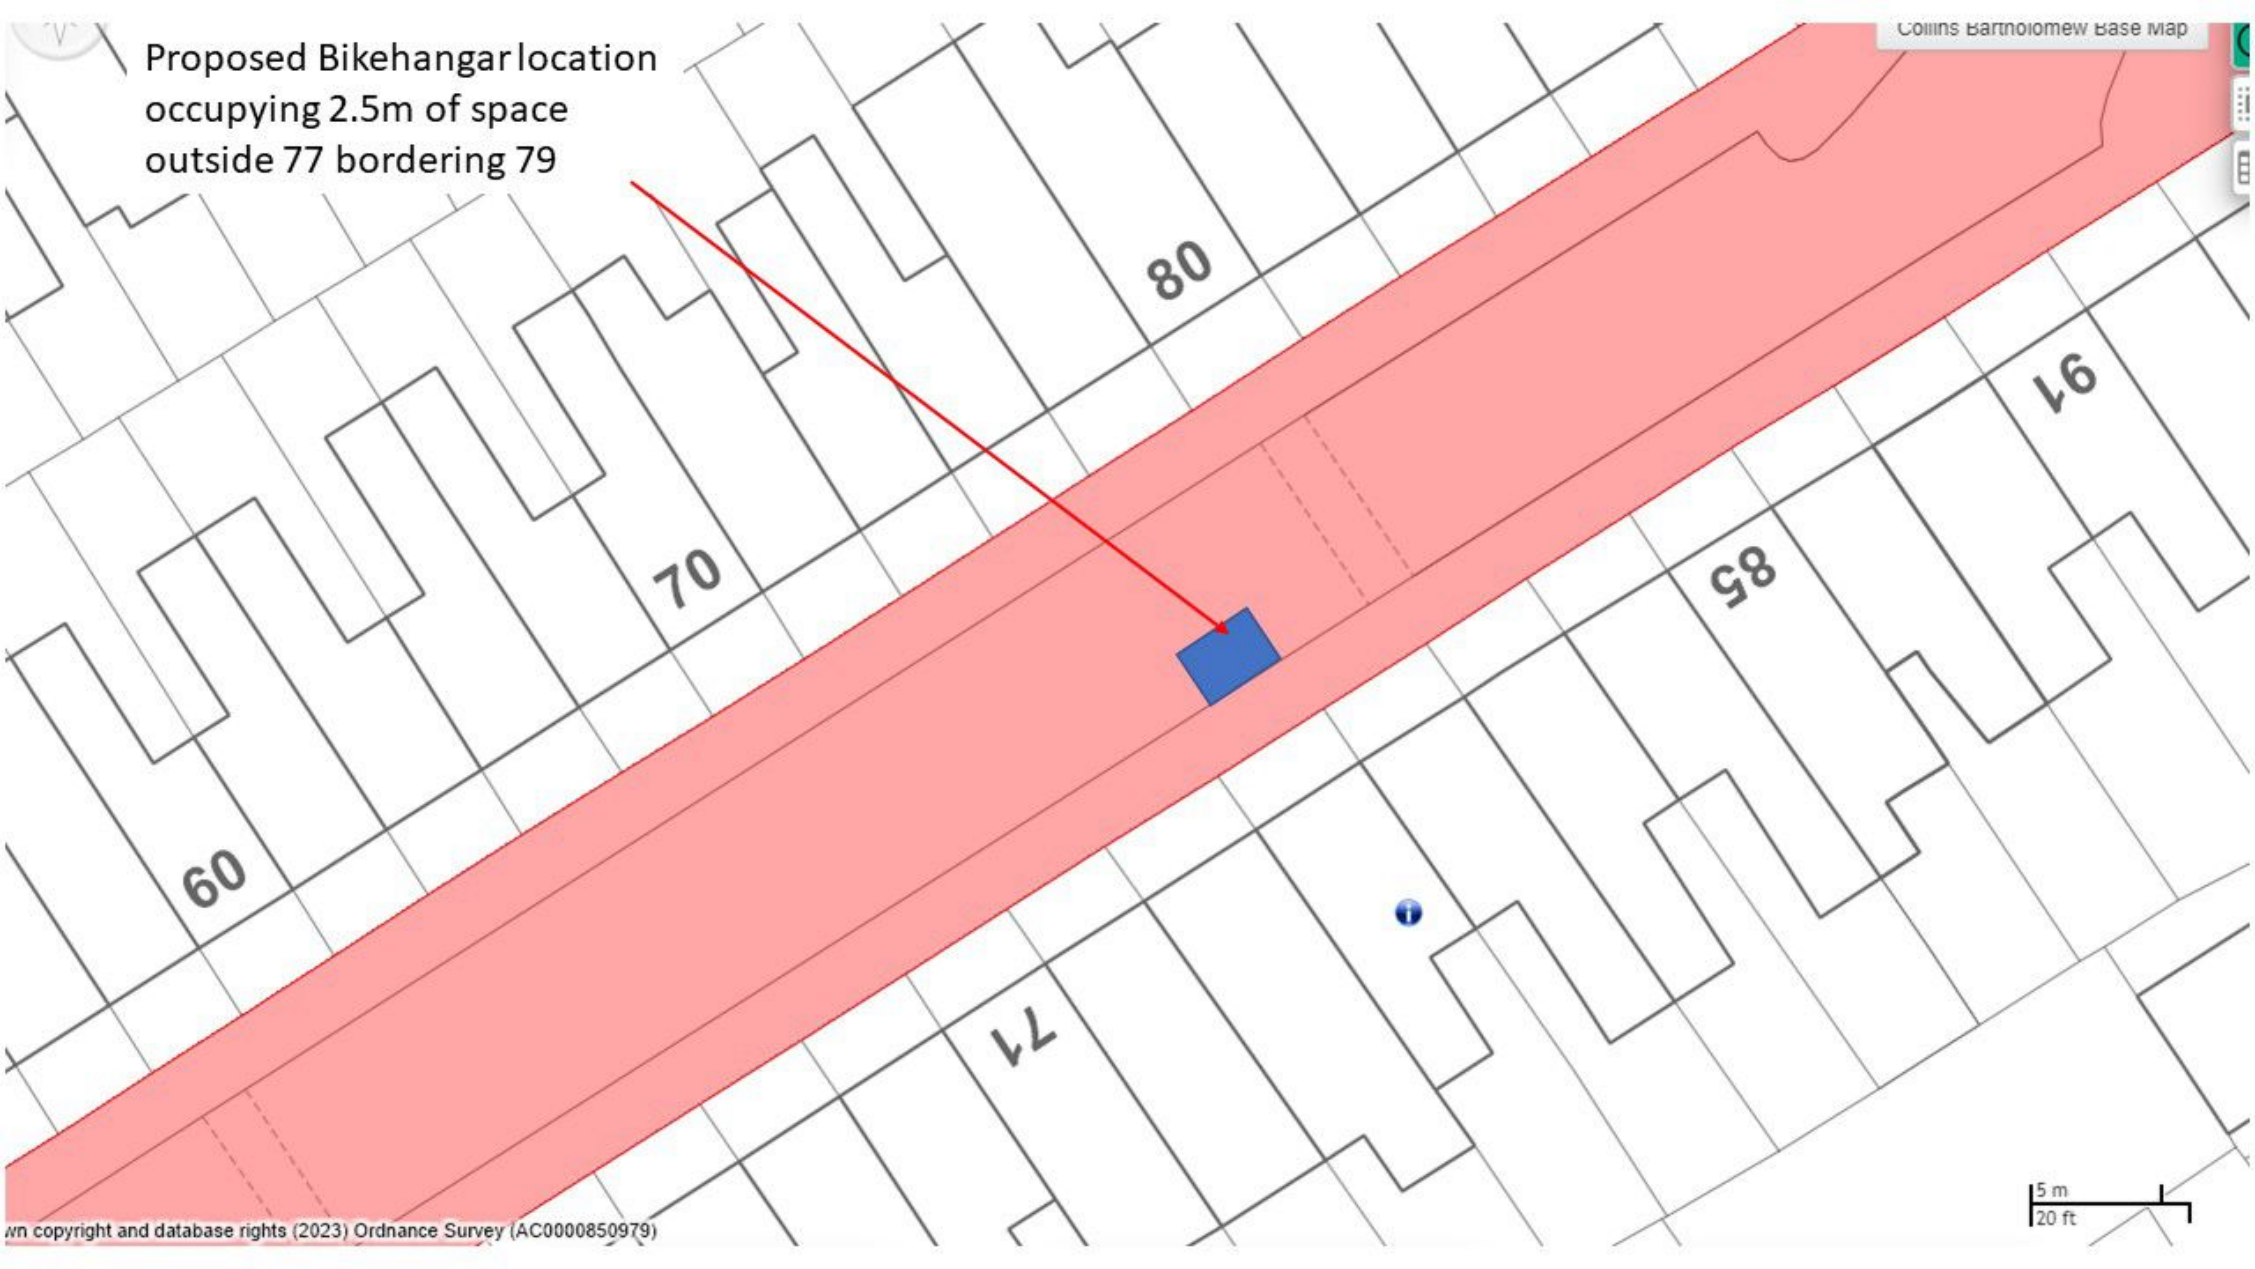 Collins Bartholomew Base Map
Proposed Bikehangar location
occupying 2.5m of space
outside 77 bordering 79
80
91
70
85
60
71
5 m
20 ft
wn copyright and database rights (2023) Ordnance Survey (AC0000850979)